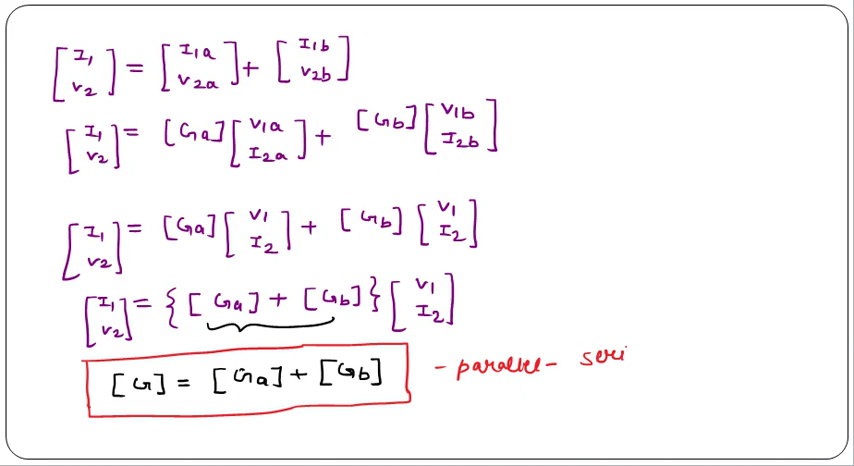 [I₁ V₂] = [I₁a V₂a] + [I₁b V₂b]
[I₁ V₂] = [Ga] [V₁a I₂a] + [Gb] [V₁b I₂b]
[I₁ V₂] = [Ga] [V₁ I₂] + [Gb] [V₁ I₂]
[I₁ V₂] = {[Ga] + [Gb]} [V₁ I₂]
[G] = [Ga] + [Gb] - parallel - seri